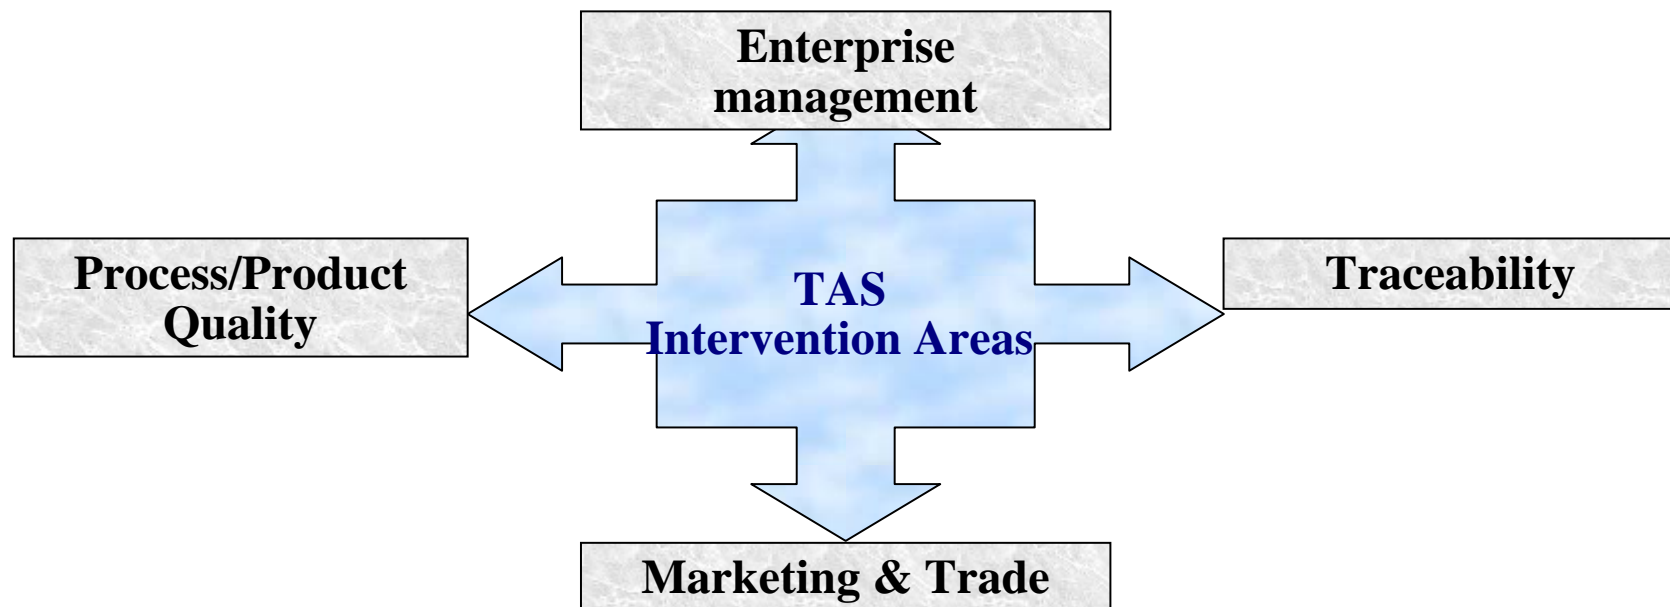 Enterprise
management
Process/Product
Quality
TAS
Intervention Areas
Traceability
Marketing & Trade